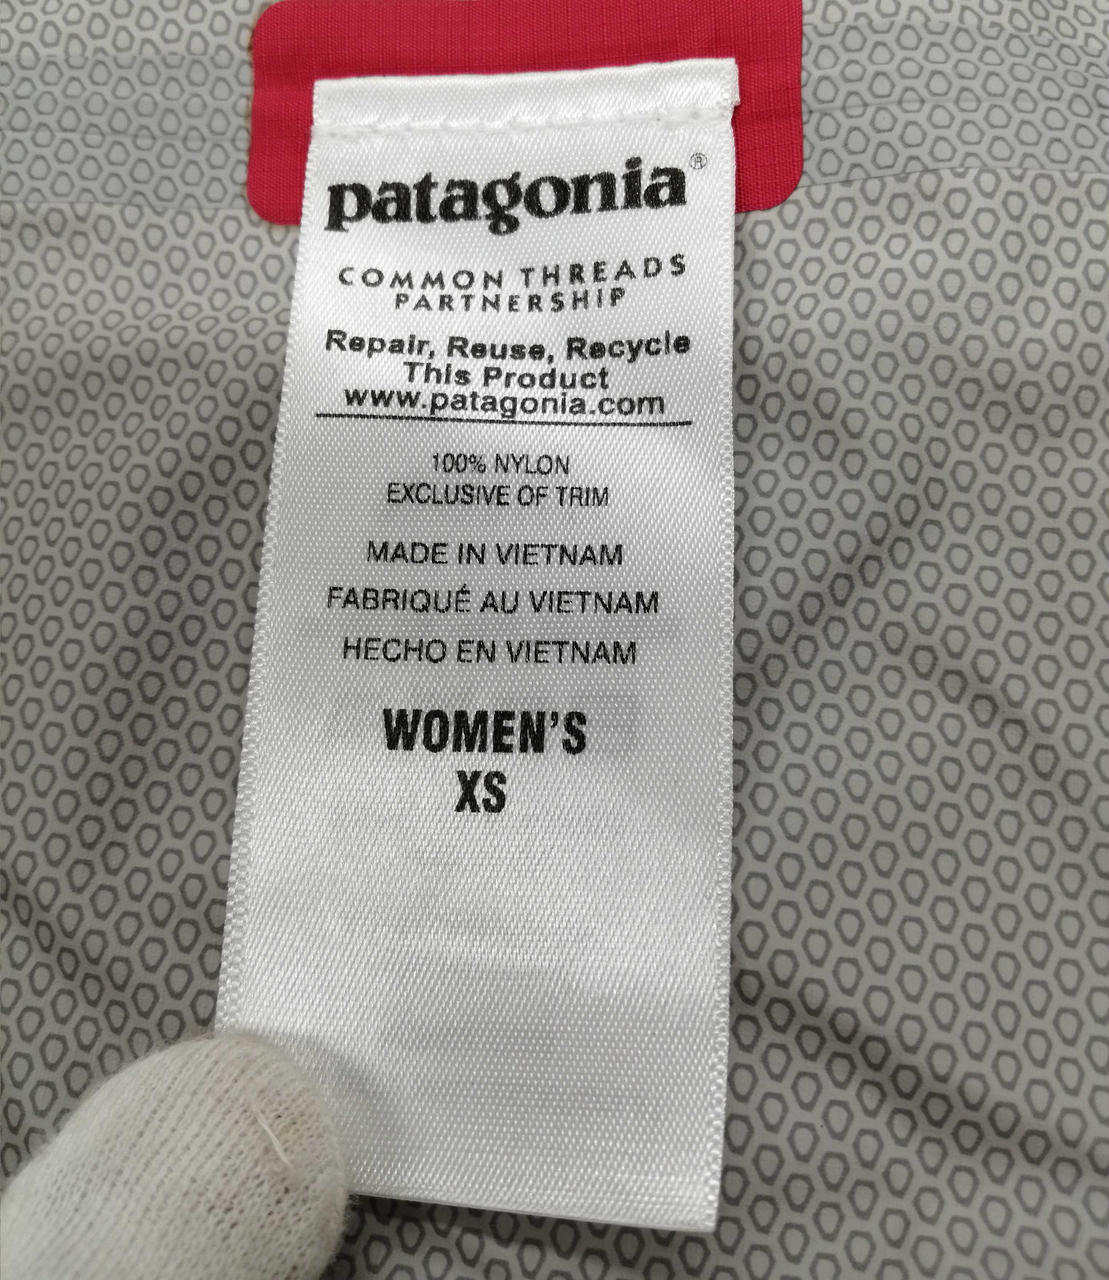 patagonia®
COMMON THREADS
PARTNERSHIP
Repair, Reuse, Recycle
This Product
www.patagonia.com
100% NYLON
EXCLUSIVE OF TRIM
MADE IN VIETNAM
FABRIQUÉ AU VIETNAM
HECHO EN VIETNAM
WOMEN'S
XS